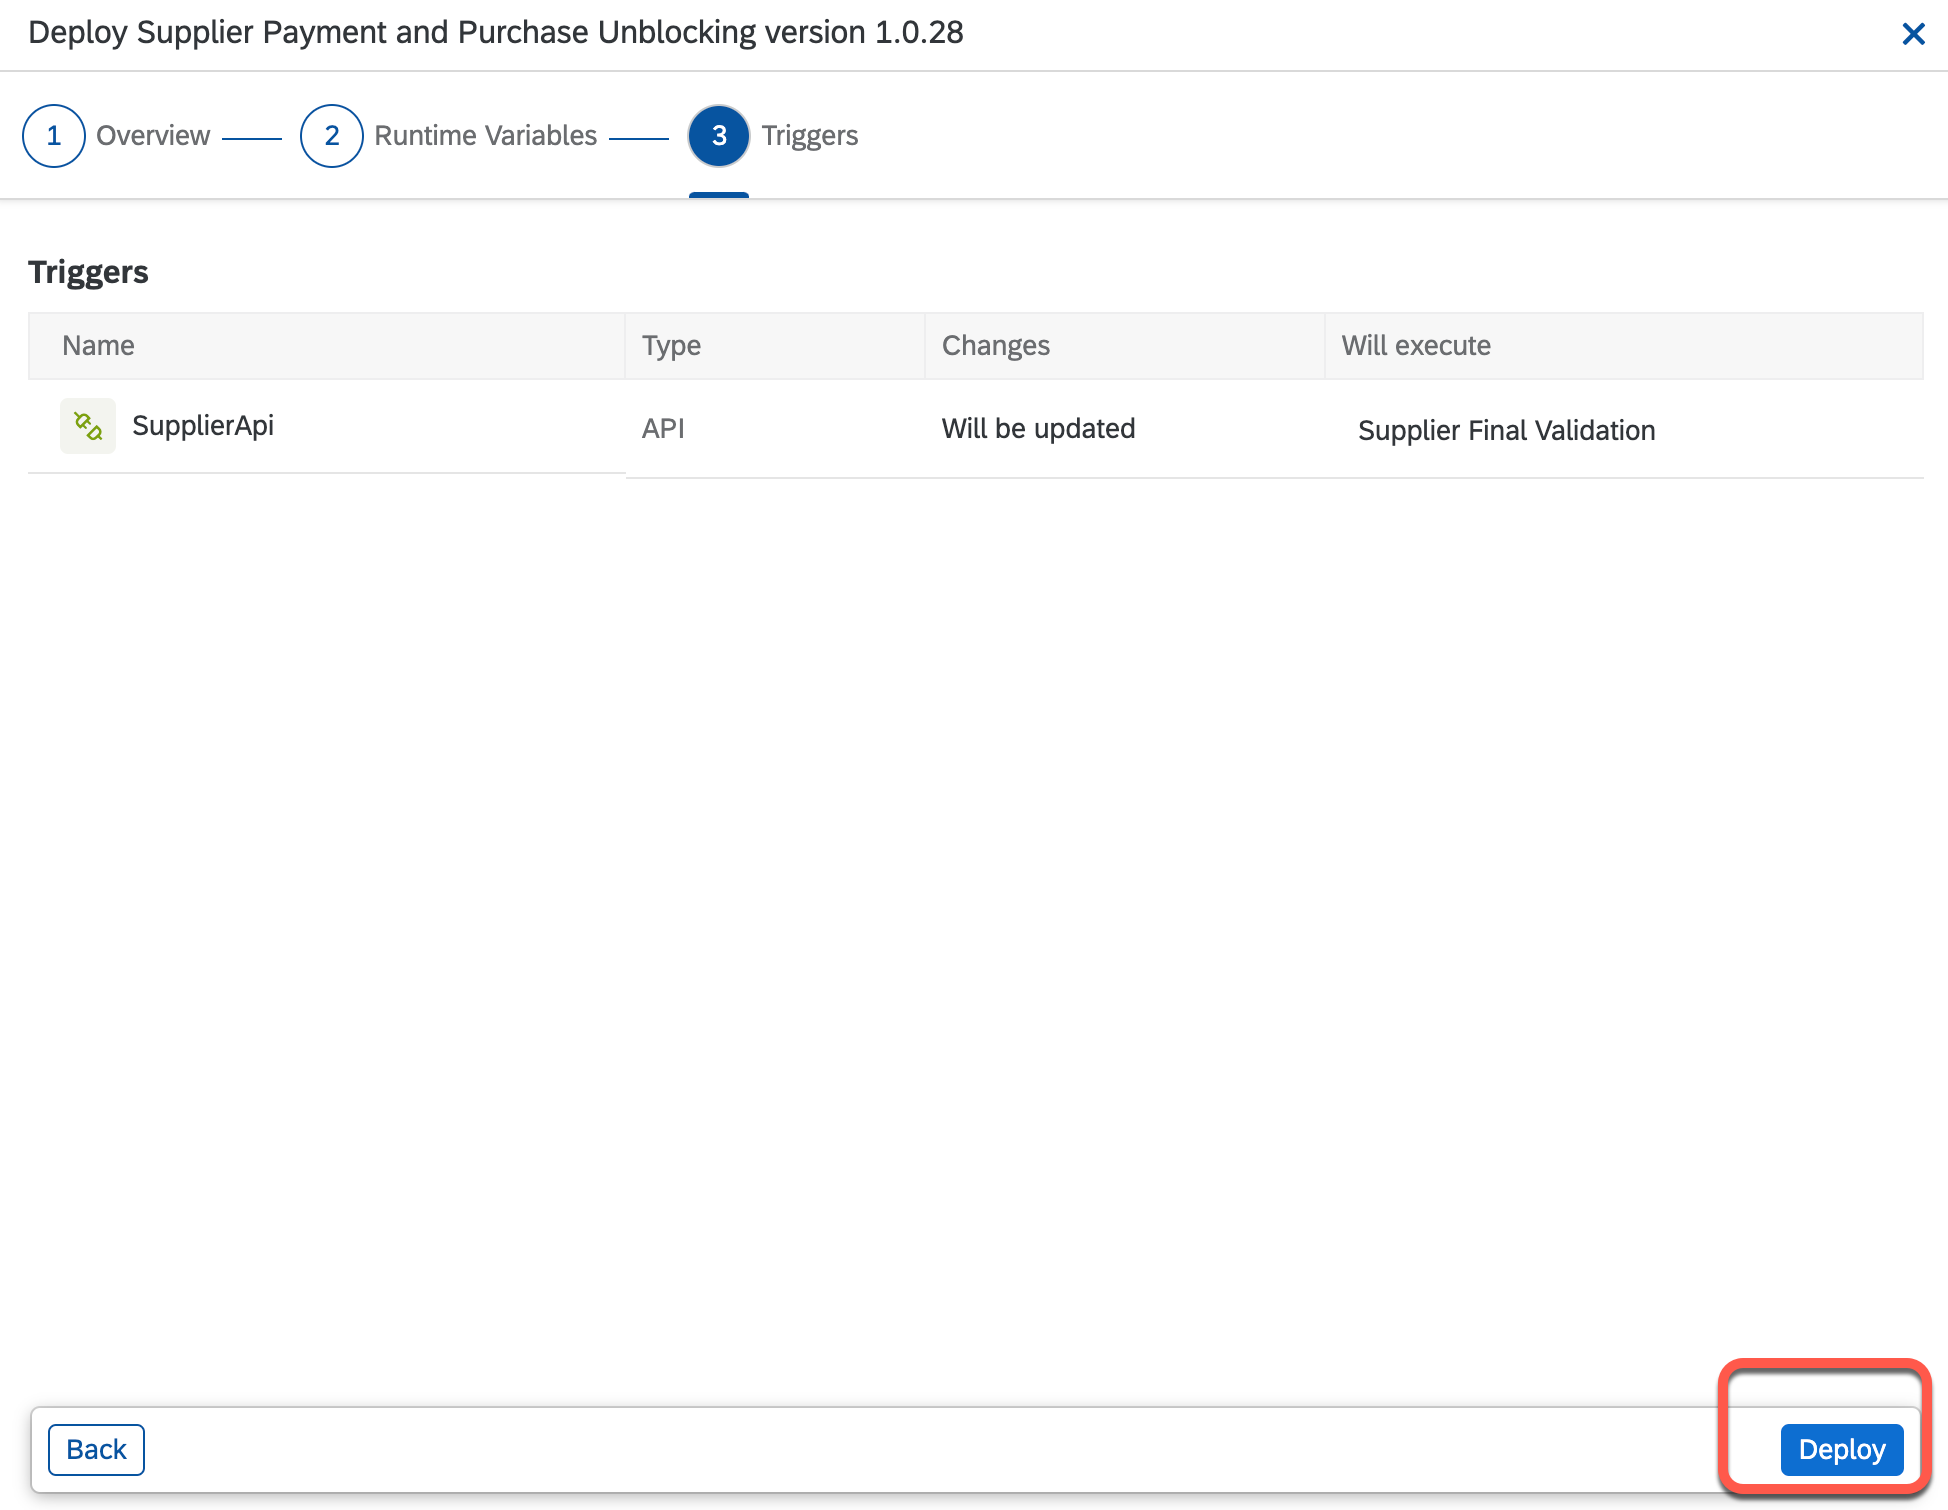 Deploy Supplier Payment and Purchase Unblocking version 1.0.28
1 Overview 2 Runtime Variables 3 Triggers
Triggers
Name Type Changes Will execute
SupplierApi API Will be updated Supplier Final Validation
Back Deploy